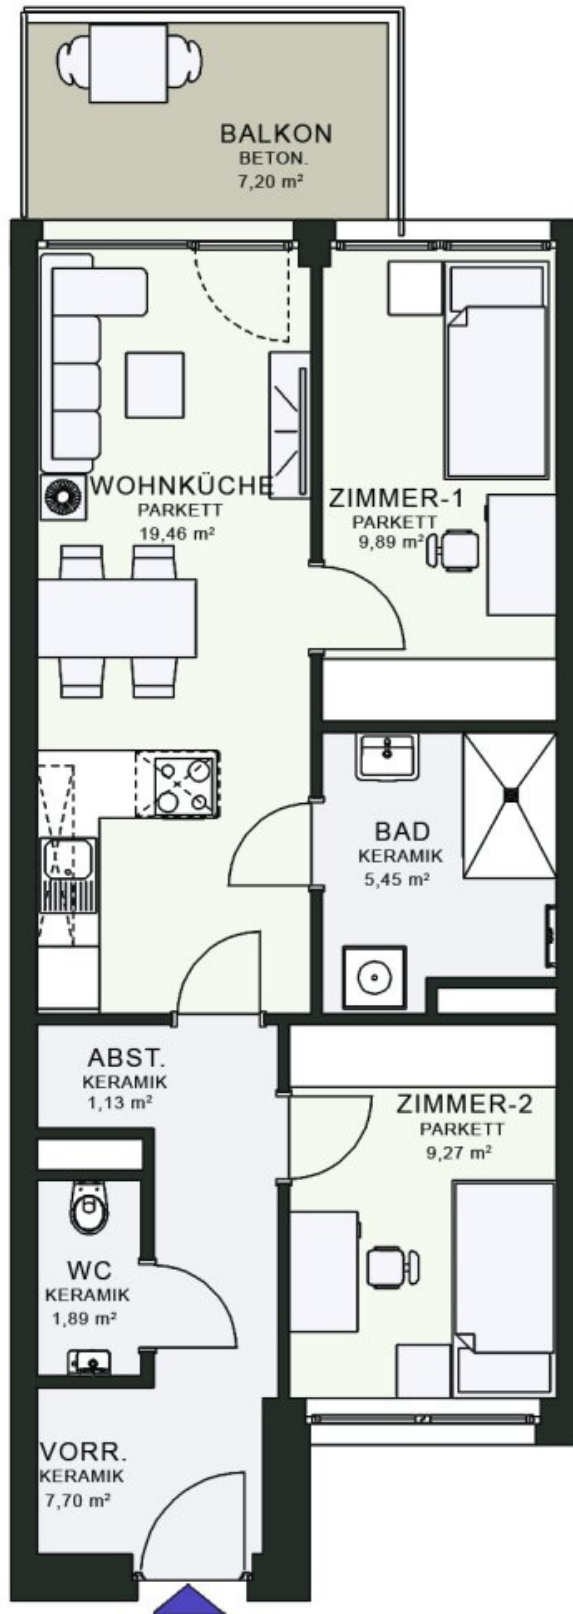 BALKON
BETON.
7,20 m²
WOHNKÜCHE
PARKETT
19,46 m²
ZIMMER-1
PARKETT
9,89 m²
BAD
KERAMIK
5,45 m²
ABST.
KERAMIK
1,13 m²
ZIMMER-2
PARKETT
9,27 m²
WC
KERAMIK
1,89 m²
VORR.
KERAMIK
7,70 m²